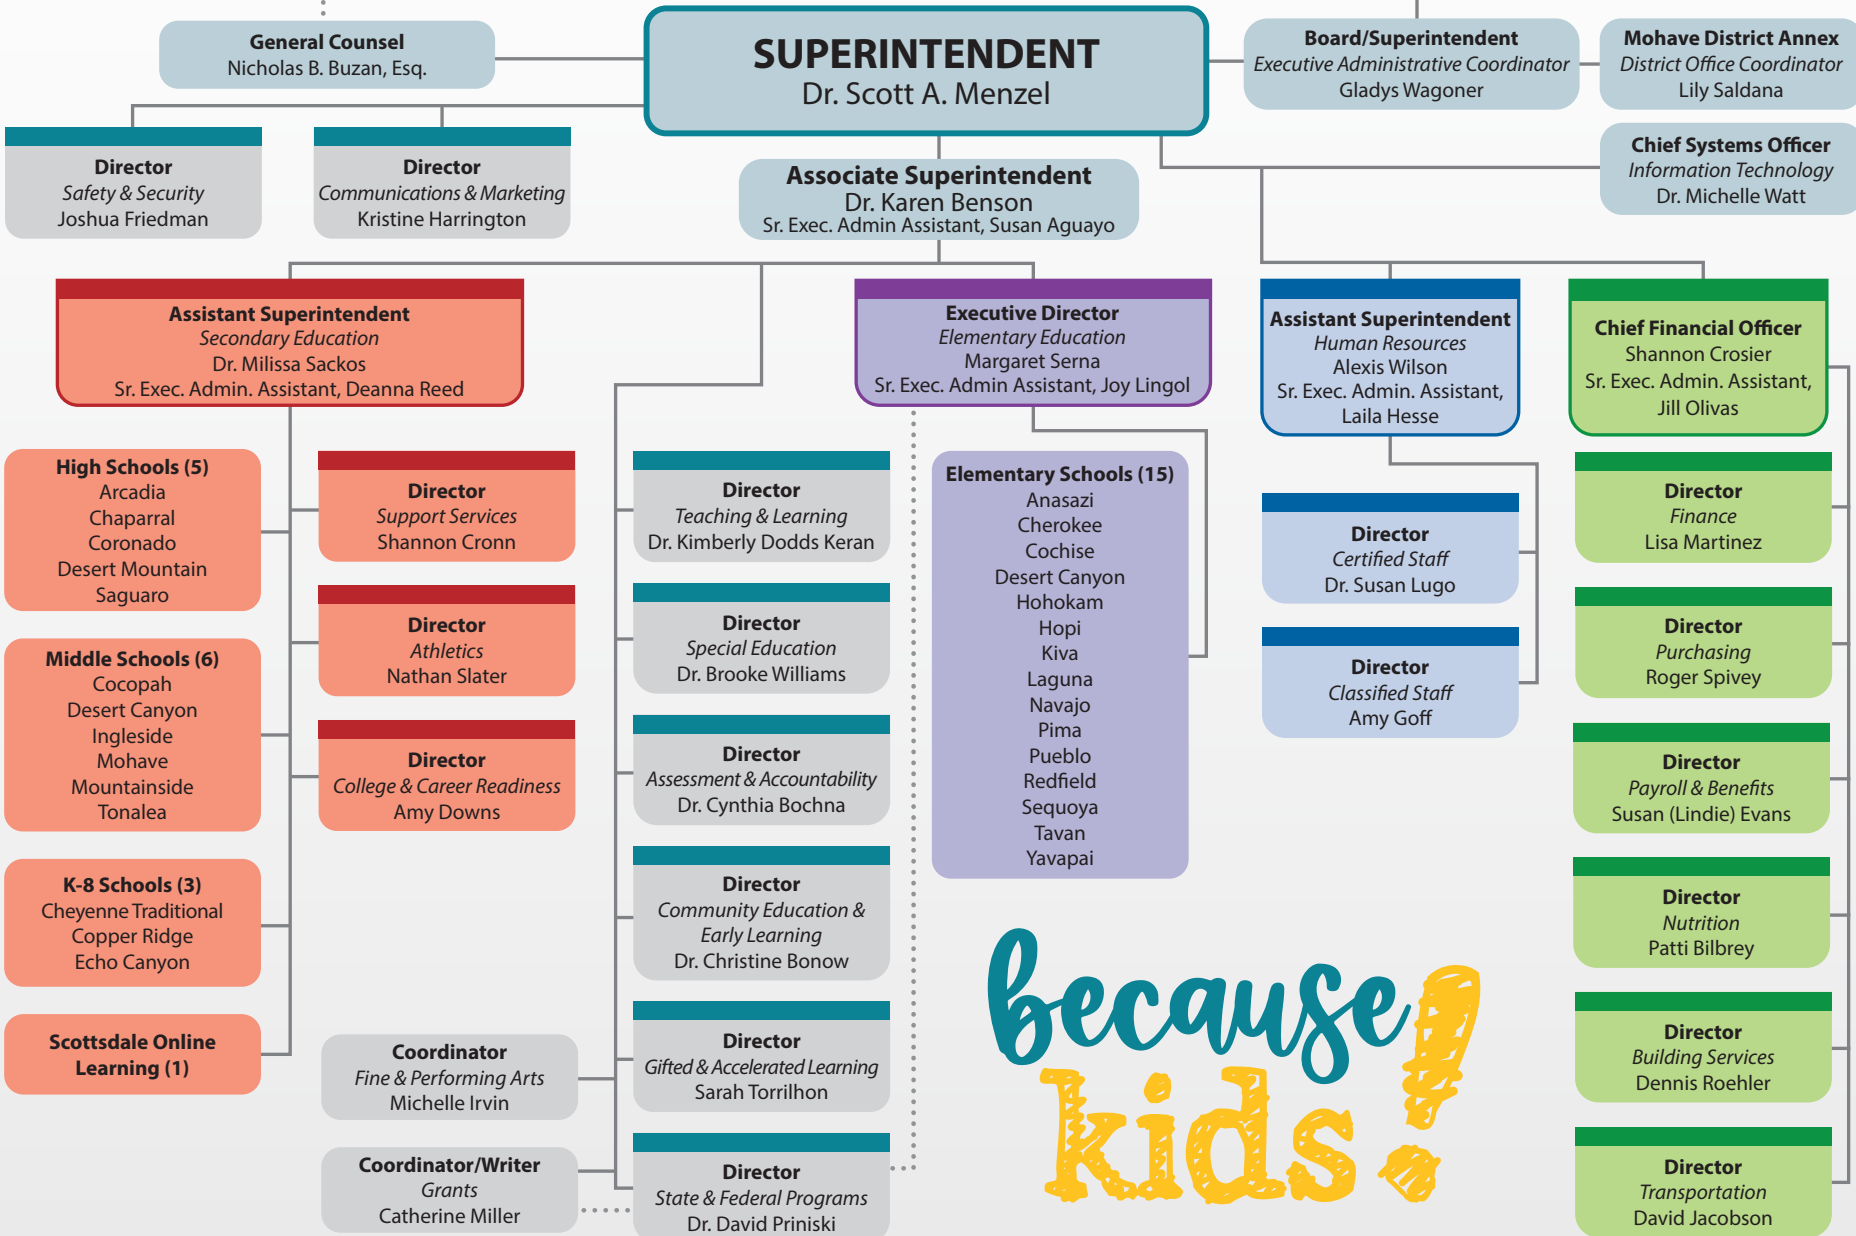 General Counsel
Nicholas B. Buzan, Esq.
SUPERINTENDENT
Dr. Scott A. Menzel
Board/Superintendent
Executive Administrative Coordinator
Gladys Wagoner
Mohave District Annex
District Office Coordinator
Lily Saldana
Director
Safety & Security
Joshua Friedman
Director
Communications & Marketing
Kristine Harrington
Associate Superintendent
Dr. Karen Benson
Sr. Exec. Admin Assistant, Susan Aguayo
Chief Systems Officer
Information Technology
Dr. Michelle Watt
Assistant Superintendent
Secondary Education
Dr. Milissa Sackos
Sr. Exec. Admin. Assistant, Deanna Reed
Executive Director
Elementary Education
Margaret Serna
Sr. Exec. Admin Assistant, Joy Lingol
Assistant Superintendent
Human Resources
Alexis Wilson
Sr. Exec. Admin. Assistant,
Laila Hesse
Chief Financial Officer
Shannon Crosier
Sr. Exec. Admin. Assistant,
Jill Olivas
High Schools (5)
Arcadia
Chaparral
Coronado
Desert Mountain
Saguaro
Middle Schools (6)
Cocopah
Desert Canyon
Ingleside
Mohave
Mountainside
Tonalea
K-8 Schools (3)
Cheyenne Traditional
Copper Ridge
Echo Canyon
Scottsdale Online
Learning (1)
Director
Support Services
Shannon Cronn
Director
Athletics
Nathan Slater
Director
College & Career Readiness
Amy Downs
Coordinator
Fine & Performing Arts
Michelle Irvin
Coordinator/Writer
Grants
Catherine Miller
Director
Teaching & Learning
Dr. Kimberly Dodds Keran
Director
Special Education
Dr. Brooke Williams
Director
Assessment & Accountability
Dr. Cynthia Bochna
Director
Community Education &
Early Learning
Dr. Christine Bonow
Director
Gifted & Accelerated Learning
Sarah Torrilhon
Director
State & Federal Programs
Dr. David Priniski
Elementary Schools (15)
Anasazi
Cherokee
Cochise
Desert Canyon
Hohokam
Hopi
Kiva
Laguna
Navajo
Pima
Pueblo
Redfield
Sequoya
Tavan
Yavapai
Director
Certified Staff
Dr. Susan Lugo
Director
Classified Staff
Amy Goff
Director
Finance
Lisa Martinez
Director
Purchasing
Roger Spivey
Director
Payroll & Benefits
Susan (Lindie) Evans
Director
Nutrition
Patti Bilbrey
Director
Building Services
Dennis Roehler
Director
Transportation
David Jacobson
because
kids!